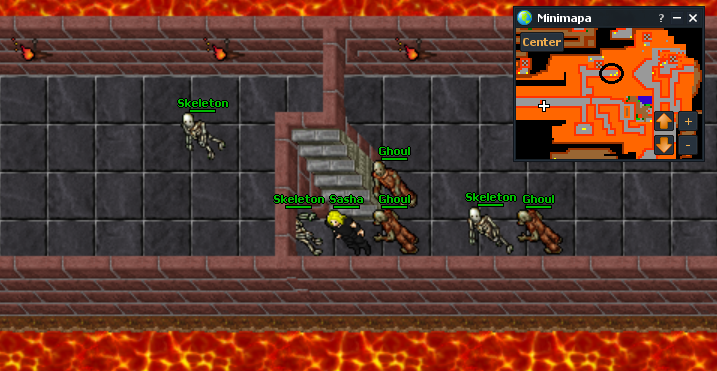 Minimapa
? − ×
Center
+
-
Skeleton
Ghoul
Skeleton Sasha Ghoul Skeleton Ghoul